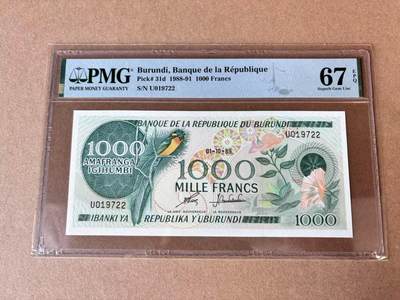 PMG
PAPER MONEY GUARANTY
Burundi, Banque de la République
Pick# 31d 1988-91 1000 Francs
S/N U019722
67
EPQ
Superb Gem Unc
BANQUE DE LA REPUBLIQUE DU BURUNDI
1000
AMAFRANGA
IGIHUMBI
01-10-89
U019722
1000
MILLE FRANCS
U019722
IBANKI YA REPUBLIKA Y'UBURUNDI
1000